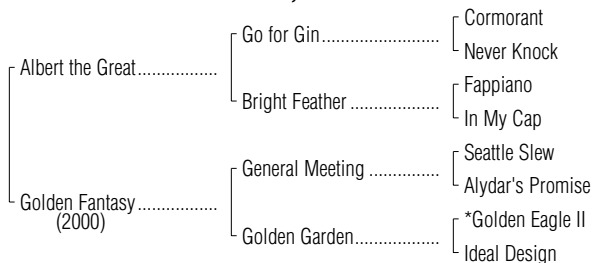 Cormorant
Go for Gin..........................
Never Knock
Albert the Great.................
Fappiano
Bright Feather ....................
In My Cap
Seattle Slew
General Meeting ...............
Alydar's Promise
Golden Fantasy.................
(2000)
*Golden Eagle II
Golden Garden..................
Ideal Design